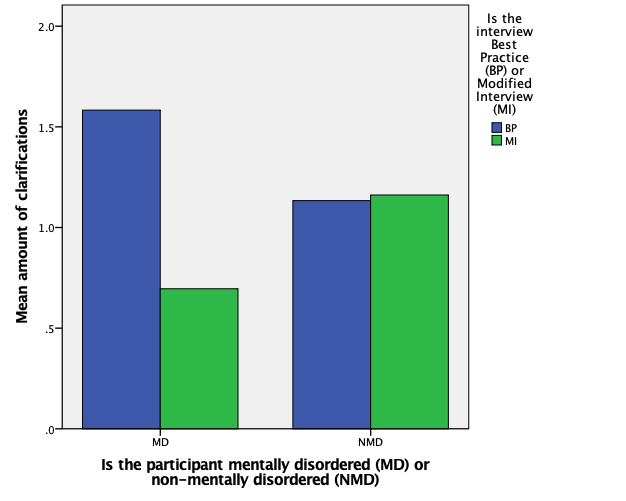 Is the
interview
Best
Practice
(BP) or
Modified
Interview
(MI)
BP
MI
Mean amount of clarifications
2.0
1.5
1.0
.5
.0
MD
NMD
Is the participant mentally disordered (MD) or
non-mentally disordered (NMD)